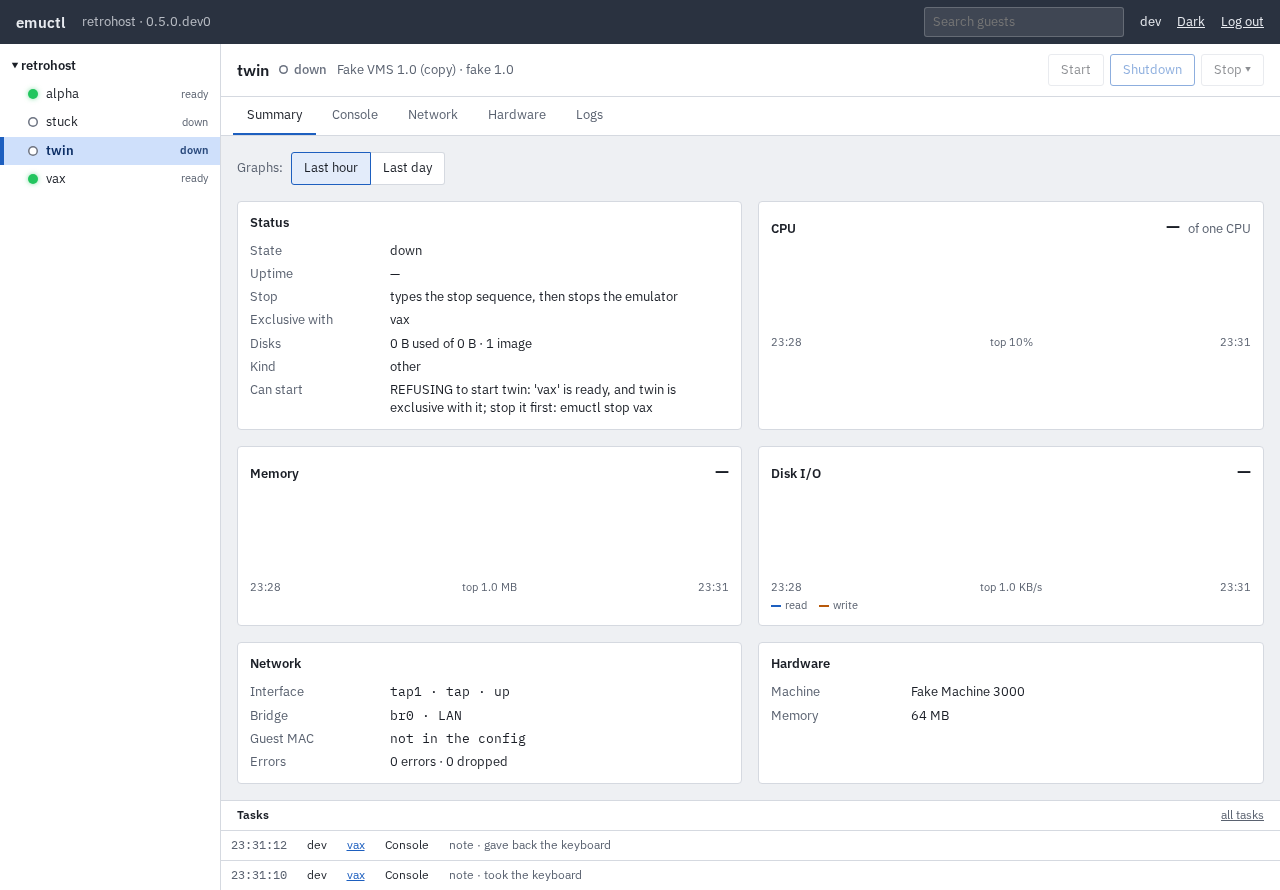 emuctl retrohost · 0.5.0.dev0 Search guests dev Dark Log out
▾ retrohost
alpha ready
stuck down
twin down
vax ready
twin down Fake VMS 1.0 (copy) · fake 1.0 Start Shutdown Stop ▾
Summary Console Network Hardware Logs
Graphs: Last hour Last day
Status
State down
Uptime —
Stop types the stop sequence, then stops the emulator
Exclusive with vax
Disks 0 B used of 0 B · 1 image
Kind other
Can start REFUSING to start twin: 'vax' is ready, and twin is
exclusive with it; stop it first: emuctl stop vax
CPU — of one CPU
23:28 top 10% 23:31
Memory —
23:28 top 1.0 MB 23:31
Disk I/O —
23:28 top 1.0 KB/s 23:31
read write
Network
Interface tap1 · tap · up
Bridge br0 · LAN
Guest MAC not in the config
Errors 0 errors · 0 dropped
Hardware
Machine Fake Machine 3000
Memory 64 MB
Tasks all tasks
23:31:12 dev vax Console note · gave back the keyboard
23:31:10 dev vax Console note · took the keyboard